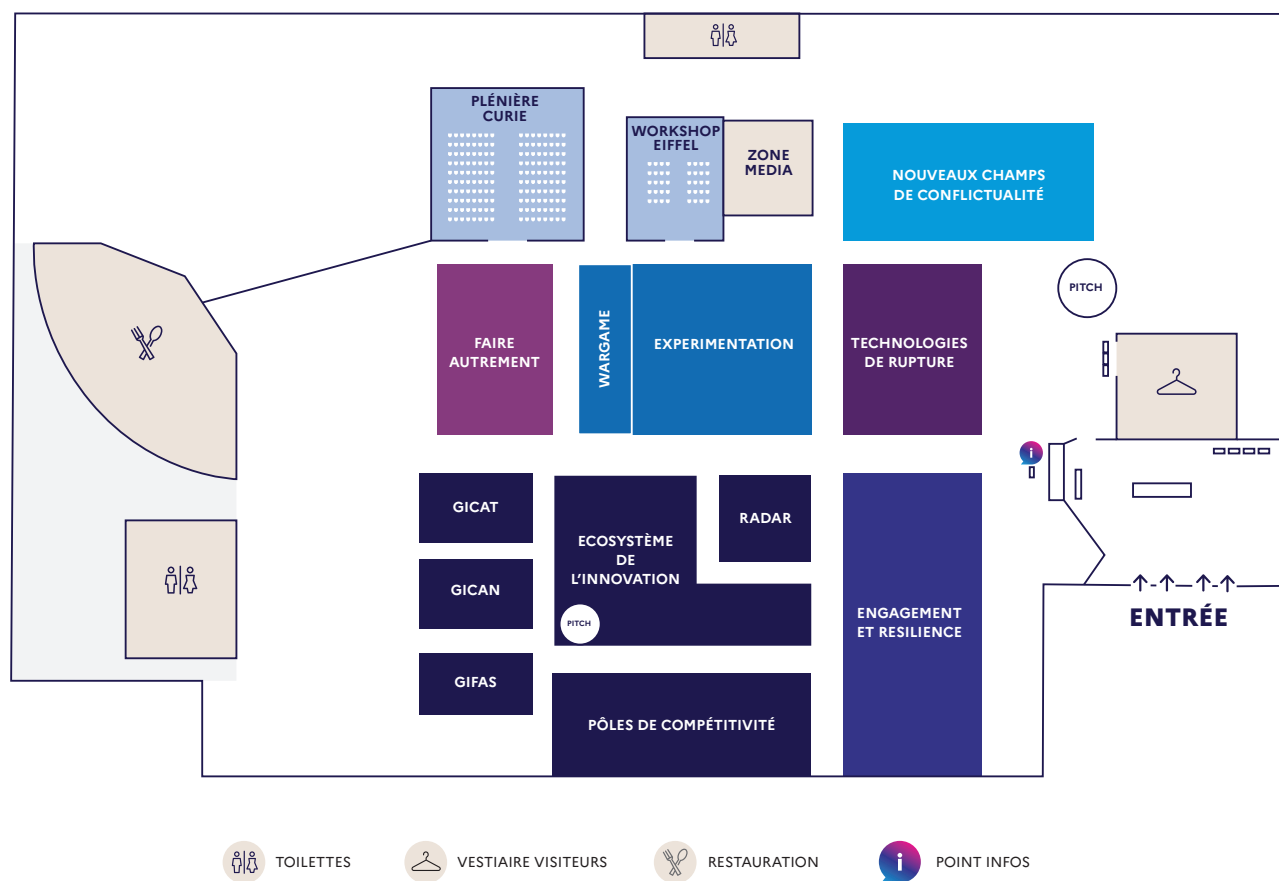 PLÉNIÈRE
CURIE
WORKSHOP
EIFFEL
ZONE
MEDIA
NOUVEAUX CHAMPS
DE CONFLICTUALITÉ
PITCH
FAIRE
AUTREMENT
WARGAME
EXPERIMENTATION
TECHNOLOGIES
DE RUPTURE
i
GICAT
ECOSYSTÈME
DE
L'INNOVATION
RADAR
GICAN
PITCH
ENGAGEMENT
ET RESILIENCE
ENTRÉE
GIFAS
PÔLES DE COMPÉTITIVITÉ
TOILETTES
VESTIAIRE VISITEURS
RESTAURATION
i
POINT INFOS